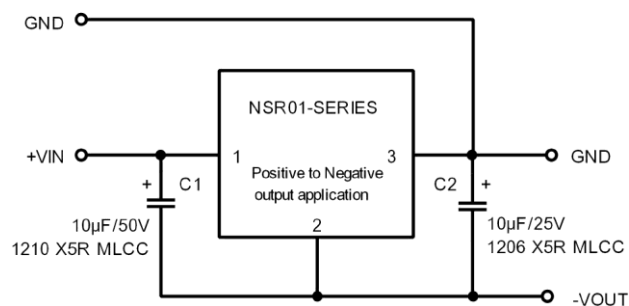 GND
NSR01-SERIES
+VIN
1
3
GND
+
C1
Positive to Negative
output application
C2
+
10µF/50V
1210 X5R MLCC
2
10µF/25V
1206 X5R MLCC
-VOUT